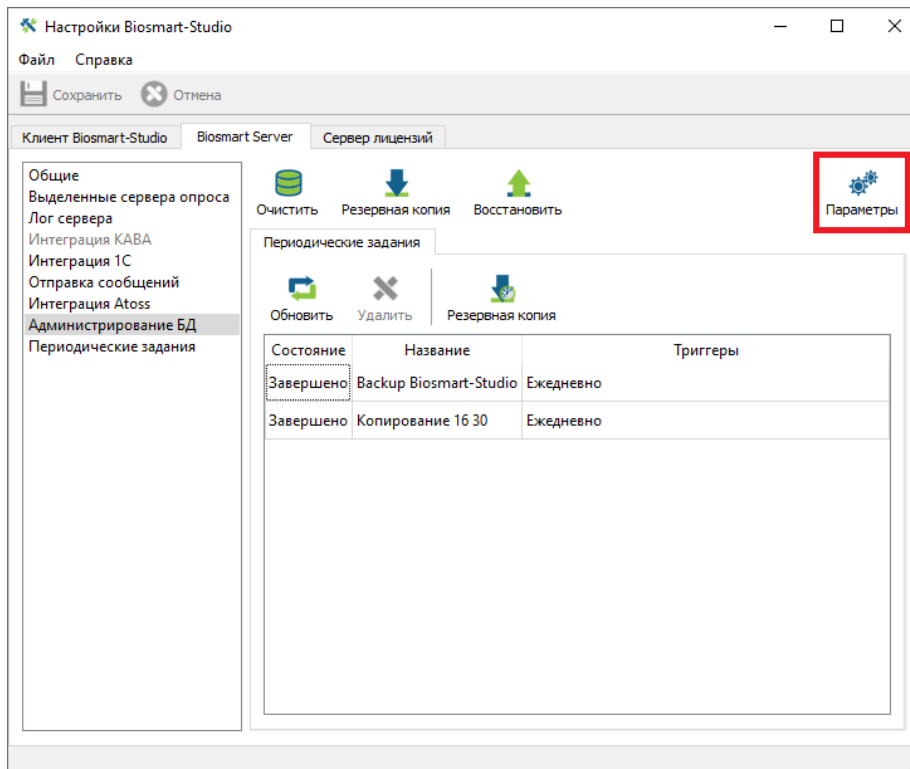 Настройки Biosmart-Studio
Файл Справка
Сохранить Отмена
Клиент Biosmart-Studio Biosmart Server Сервер лицензий
Общие
Выделенные сервера опроса
Лог сервера
Интеграция KABA
Интеграция 1С
Отправка сообщений
Интеграция Atoss
Администрирование БД
Периодические задания
Очистить Резервная копия Восстановить Параметры
Периодические задания
Обновить Удалить Резервная копия
Состояние Название Триггеры
Завершено Backup Biosmart-Studio Ежедневно
Завершено Копирование 16 30 Ежедневно